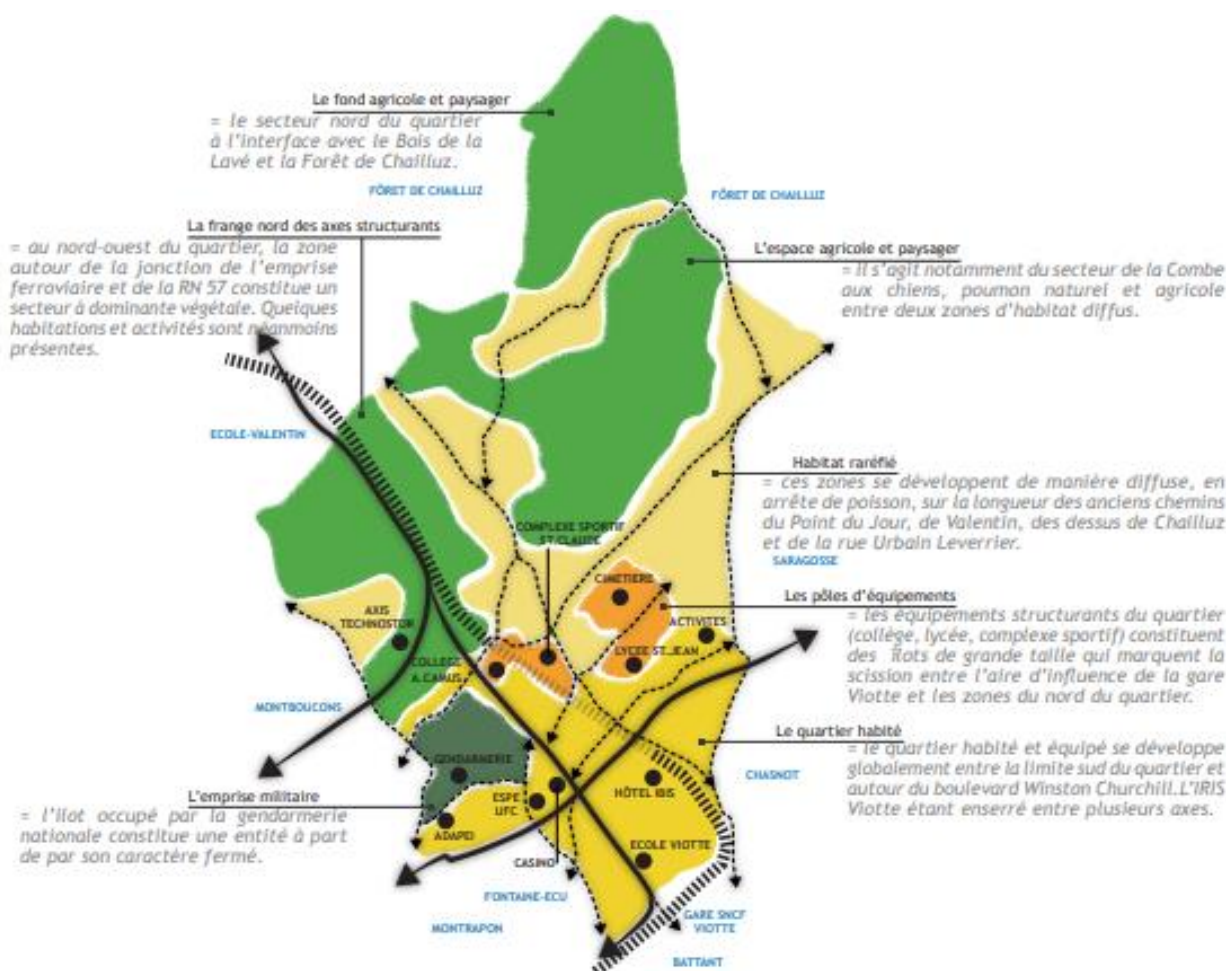 Le fond agricole et paysager
= le secteur nord du quartier
à l'interface avec le Bois de la
Lavé et la Forêt de Chailluz.
FÔRET DE CHAILLUZ
FÔRET DE CHAILLUZ
La frange nord des axes structurants
= au nord-ouest du quartier, la zone
autour de la jonction de l'emprise
ferroviaire et de la RN 57 constitue un
secteur à dominante végétale. Quelques
habitations et activités sont néanmoins
présentes.
L'espace agricole et paysager
= il s'agit notamment du secteur de la Combe
aux chiens, poumon naturel et agricole
entre deux zones d'habitat diffus.
ECOLE-VALENTIN
Habitat raréfié
= ces zones se développent de manière diffuse, en
arrête de poisson, sur la longueur des anciens chemins
du Point du Jour, de Valentin, des dessus de Chailluz
et de la rue Urbain Leverrier.
SARAGOSSE
COMPLEXE SPORTIF
ST CLAUDE
CIMETIERE
Les pôles d'équipements
= les équipements structurants du quartier
(collège, lycée, complexe sportif) constituent
des îlots de grande taille qui marquent la
scission entre l'aire d'influence de la gare
Viotte et les zones du nord du quartier.
AXIS
TECHNOSTOR
ACTIVITES
LYCEE ST.JEAN
COLLEGE
A.CAMUS
MONTBOUCONS
Le quartier habité
= le quartier habité et équipé se développe
globalement entre la limite sud du quartier et
autour du boulevard Winston Churchill.L'IRIS
Viotte étant enserré entre plusieurs axes.
CHASNOT
GENDARMERIE
HÔTEL IBIS
L'emprise militaire
= l'îlot occupé par la gendarmerie
nationale constitue une entité à part
de par son caractère fermé.
ESPE
UFC
ADAPEI
CASINO
ECOLE VIOTTE
FONTAINE-ECU
MONTRAPON
GARE SNCF
VIOTTE
BATTANT